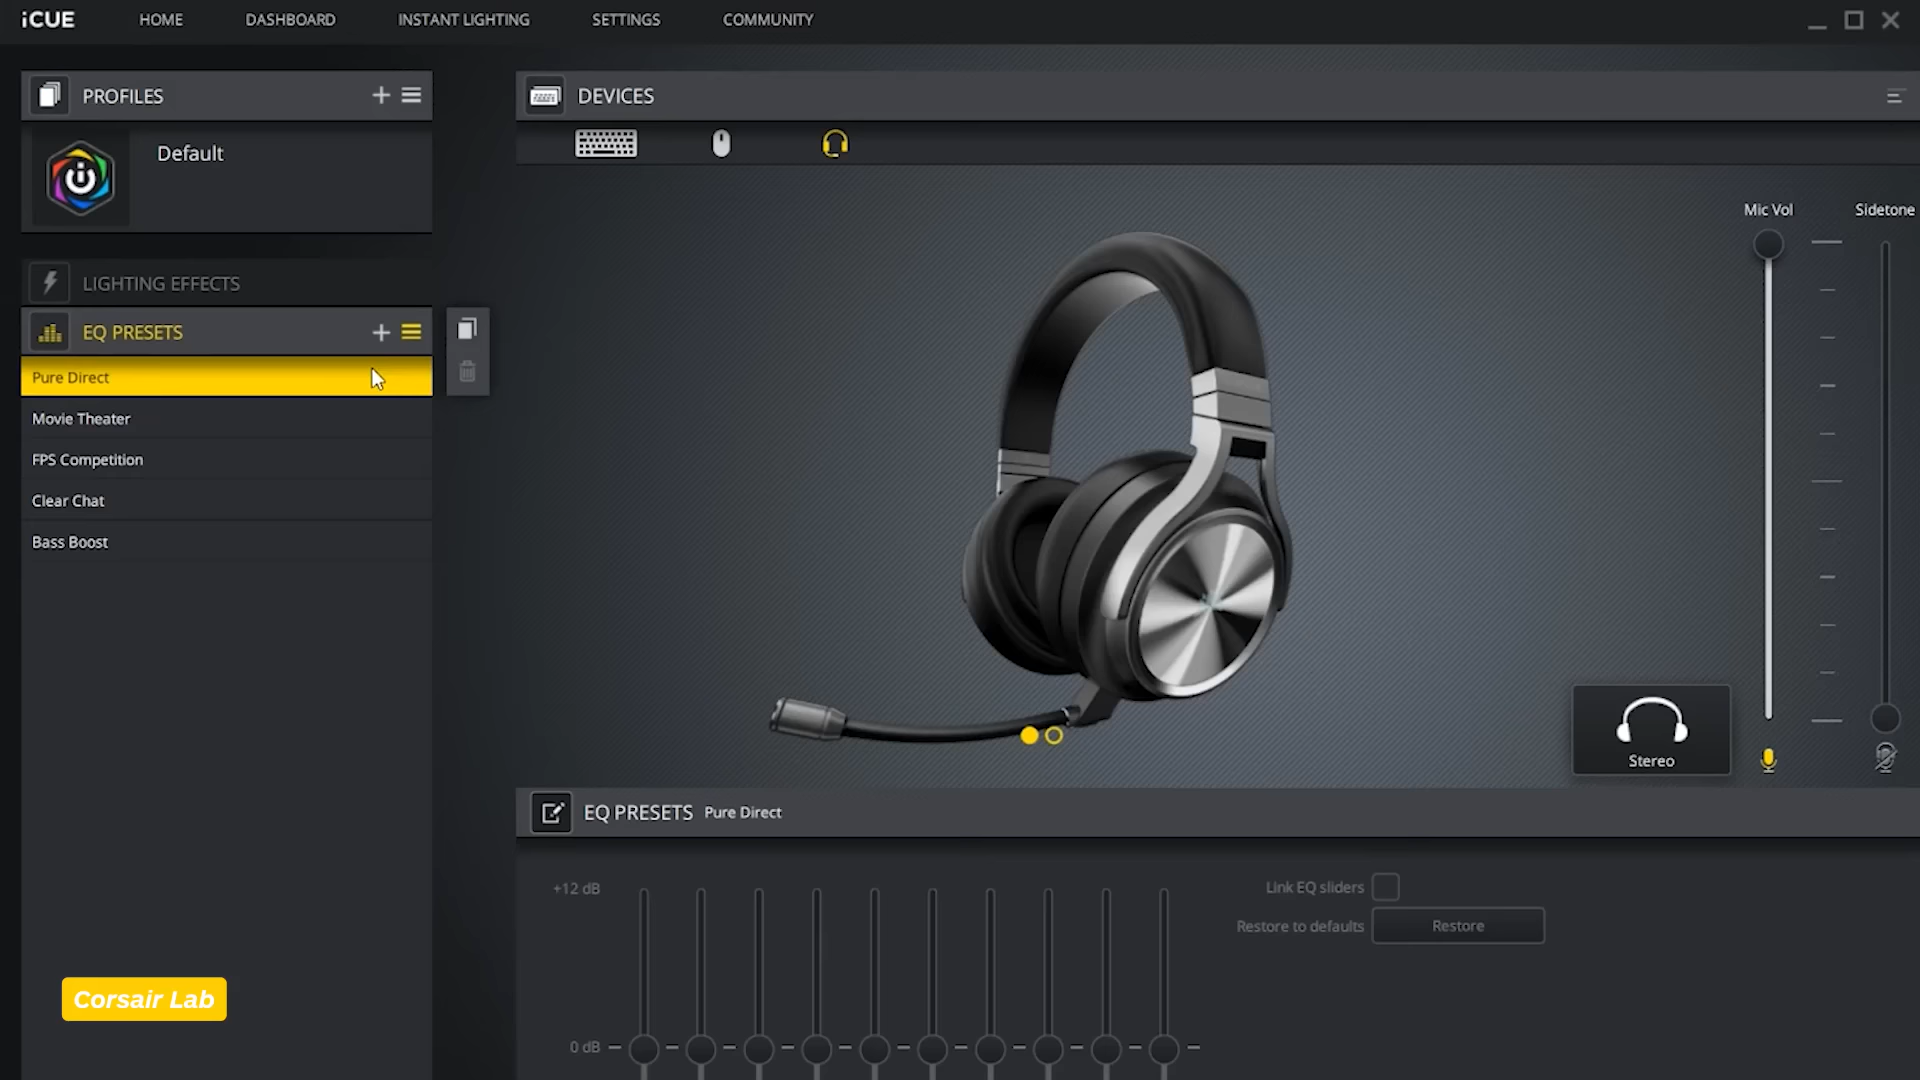 iCUE HOME DASHBOARD INSTANT LIGHTING SETTINGS COMMUNITY
PROFILES
Default
LIGHTING EFFECTS
EQ PRESETS
Pure Direct
Movie Theater
FPS Competition
Clear Chat
Bass Boost
Corsair Lab
DEVICES
Mic Vol Sidetone
Stereo
EQ PRESETS Pure Direct
+12 dB
0 dB
Link EQ sliders
Restore to defaults Restore